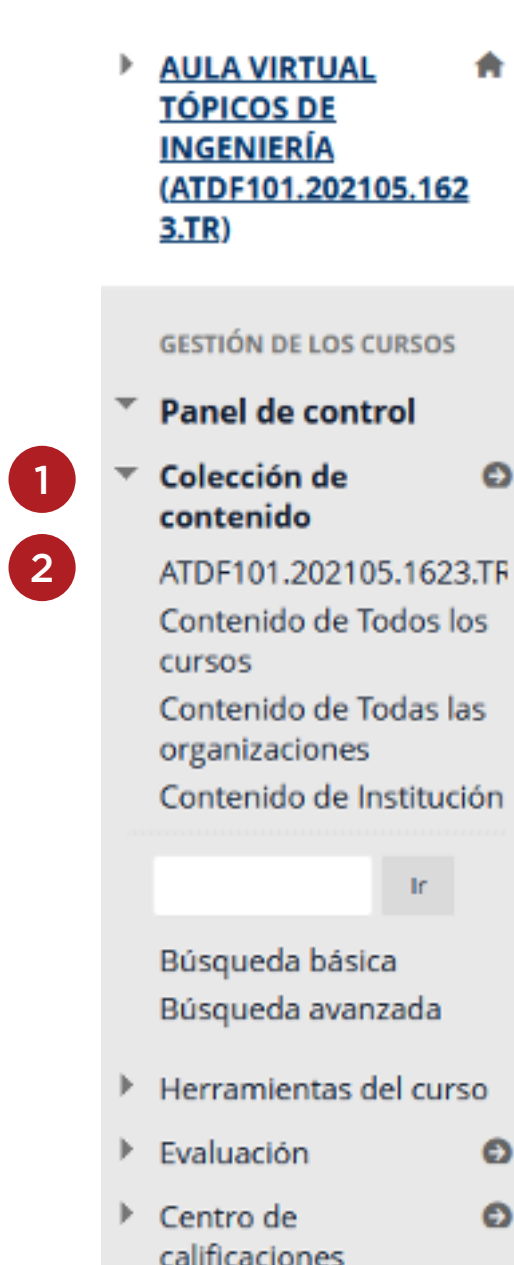 AULA VIRTUAL
TÓPICOS DE
INGENIERÍA
(ATDF101.202105.162
3.TR)
GESTIÓN DE LOS CURSOS
Panel de control
1
Colección de
contenido
2
ATDF101.202105.1623.TR
Contenido de Todos los
cursos
Contenido de Todas las
organizaciones
Contenido de Institución
Ir
Búsqueda básica
Búsqueda avanzada
Herramientas del curso
Evaluación
Centro de
calificaciones